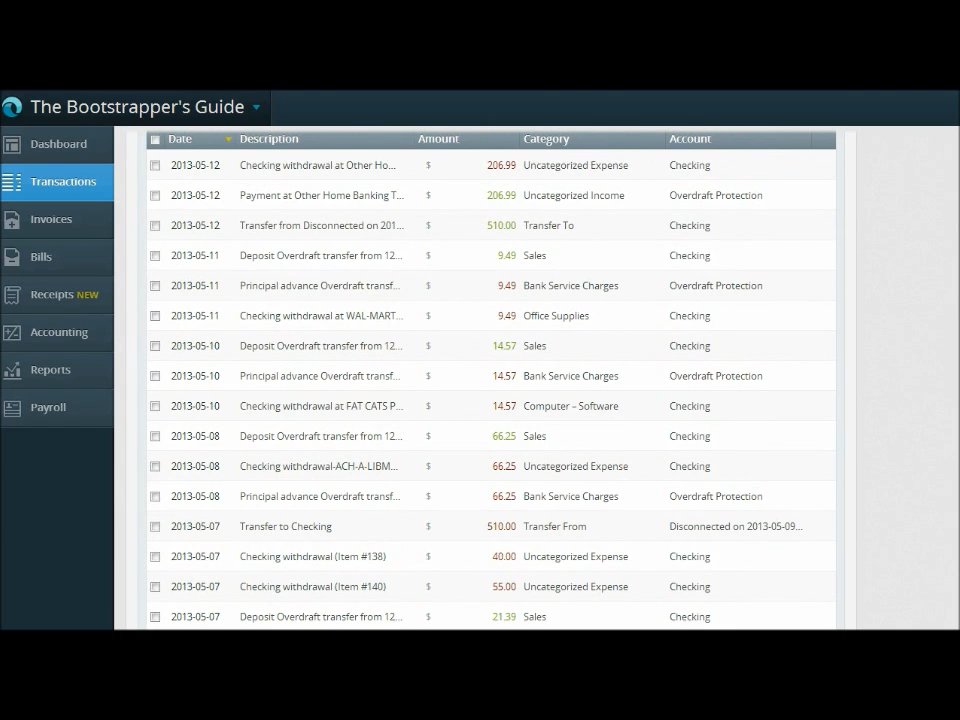 The Bootstrapper's Guide
Dashboard
Transactions
Invoices
Bills
Receipts NEW
Accounting
Reports
Payroll
Date Description Amount Category Account
2013-05-12 Checking withdrawal at Other Ho... $ 206.99 Uncategorized Expense Checking
2013-05-12 Payment at Other Home Banking T... $ 206.99 Uncategorized Income Overdraft Protection
2013-05-12 Transfer from Disconnected on 201... $ 510.00 Transfer To Checking
2013-05-11 Deposit Overdraft transfer from 12... $ 9.49 Sales Checking
2013-05-11 Principal advance Overdraft transf... $ 9.49 Bank Service Charges Overdraft Protection
2013-05-11 Checking withdrawal at WAL-MART... $ 9.49 Office Supplies Checking
2013-05-10 Deposit Overdraft transfer from 12... $ 14.57 Sales Checking
2013-05-10 Principal advance Overdraft transf... $ 14.57 Bank Service Charges Overdraft Protection
2013-05-10 Checking withdrawal at FAT CATS P... $ 14.57 Computer – Software Checking
2013-05-08 Deposit Overdraft transfer from 12... $ 66.25 Sales Checking
2013-05-08 Checking withdrawal-ACH-A-LIBM... $ 66.25 Uncategorized Expense Checking
2013-05-08 Principal advance Overdraft transf... $ 66.25 Bank Service Charges Overdraft Protection
2013-05-07 Transfer to Checking $ 510.00 Transfer From Disconnected on 2013-05-09...
2013-05-07 Checking withdrawal (Item #138) $ 40.00 Uncategorized Expense Checking
2013-05-07 Checking withdrawal (Item #140) $ 55.00 Uncategorized Expense Checking
2013-05-07 Deposit Overdraft transfer from 12... $ 21.39 Sales Checking